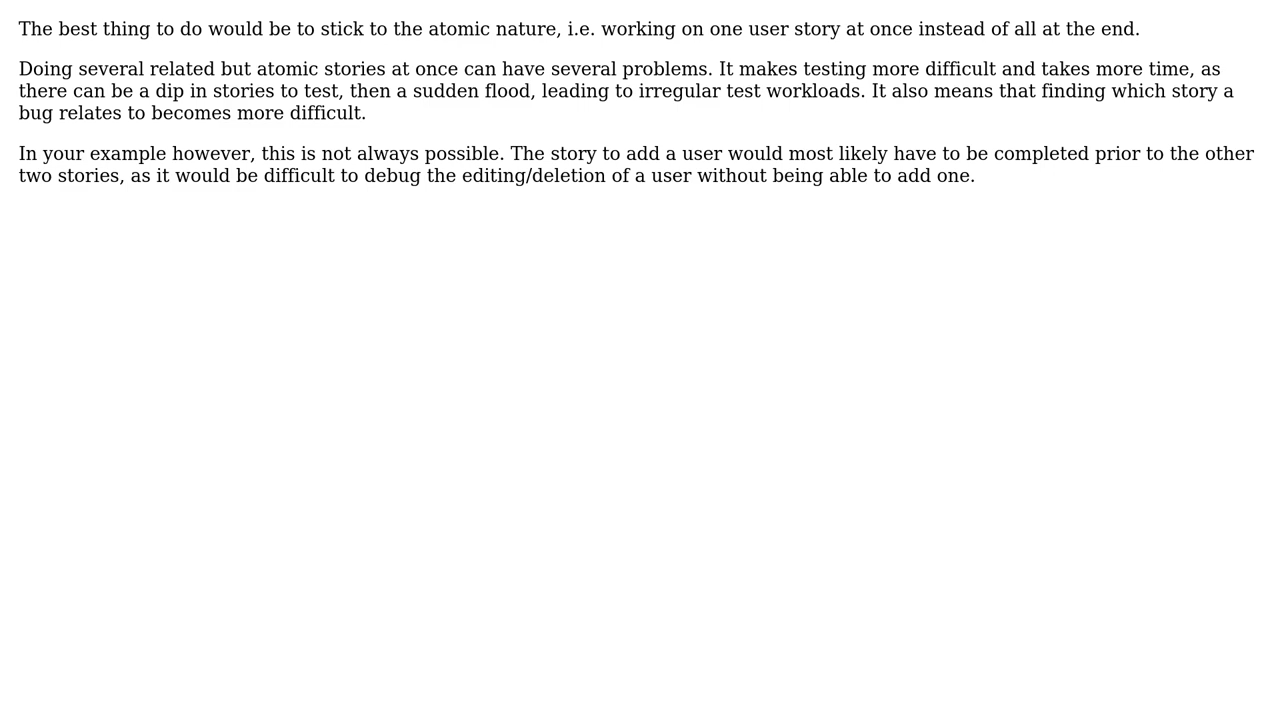 The best thing to do would be to stick to the atomic nature, i.e. working on one user story at once instead of all at the end.
Doing several related but atomic stories at once can have several problems. It makes testing more difficult and takes more time, as
there can be a dip in stories to test, then a sudden flood, leading to irregular test workloads. It also means that finding which story a
bug relates to becomes more difficult.
In your example however, this is not always possible. The story to add a user would most likely have to be completed prior to the other
two stories, as it would be difficult to debug the editing/deletion of a user without being able to add one.